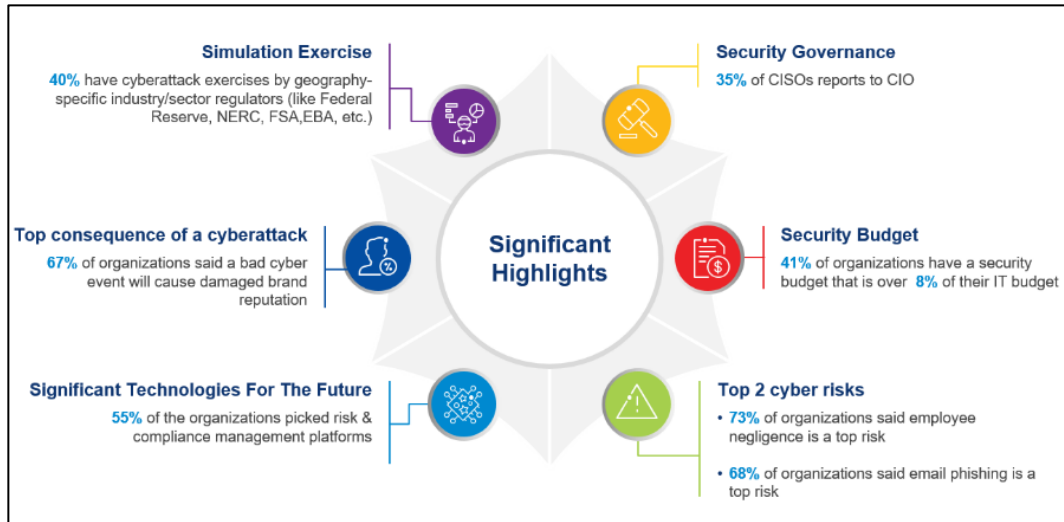 Simulation Exercise
40% have cyberattack exercises by geography-
specific industry/sector regulators (like Federal
Reserve, NERC, FSA,EBA, etc.)
Security Governance
35% of CISOs reports to CIO
Top consequence of a cyberattack
67% of organizations said a bad cyber
event will cause damaged brand
reputation
Significant
Highlights
Security Budget
41% of organizations have a security
budget that is over 8% of their IT budget
Significant Technologies For The Future
55% of the organizations picked risk &
compliance management platforms
Top 2 cyber risks
• 73% of organizations said employee
negligence is a top risk
• 68% of organizations said email phishing is a
top risk